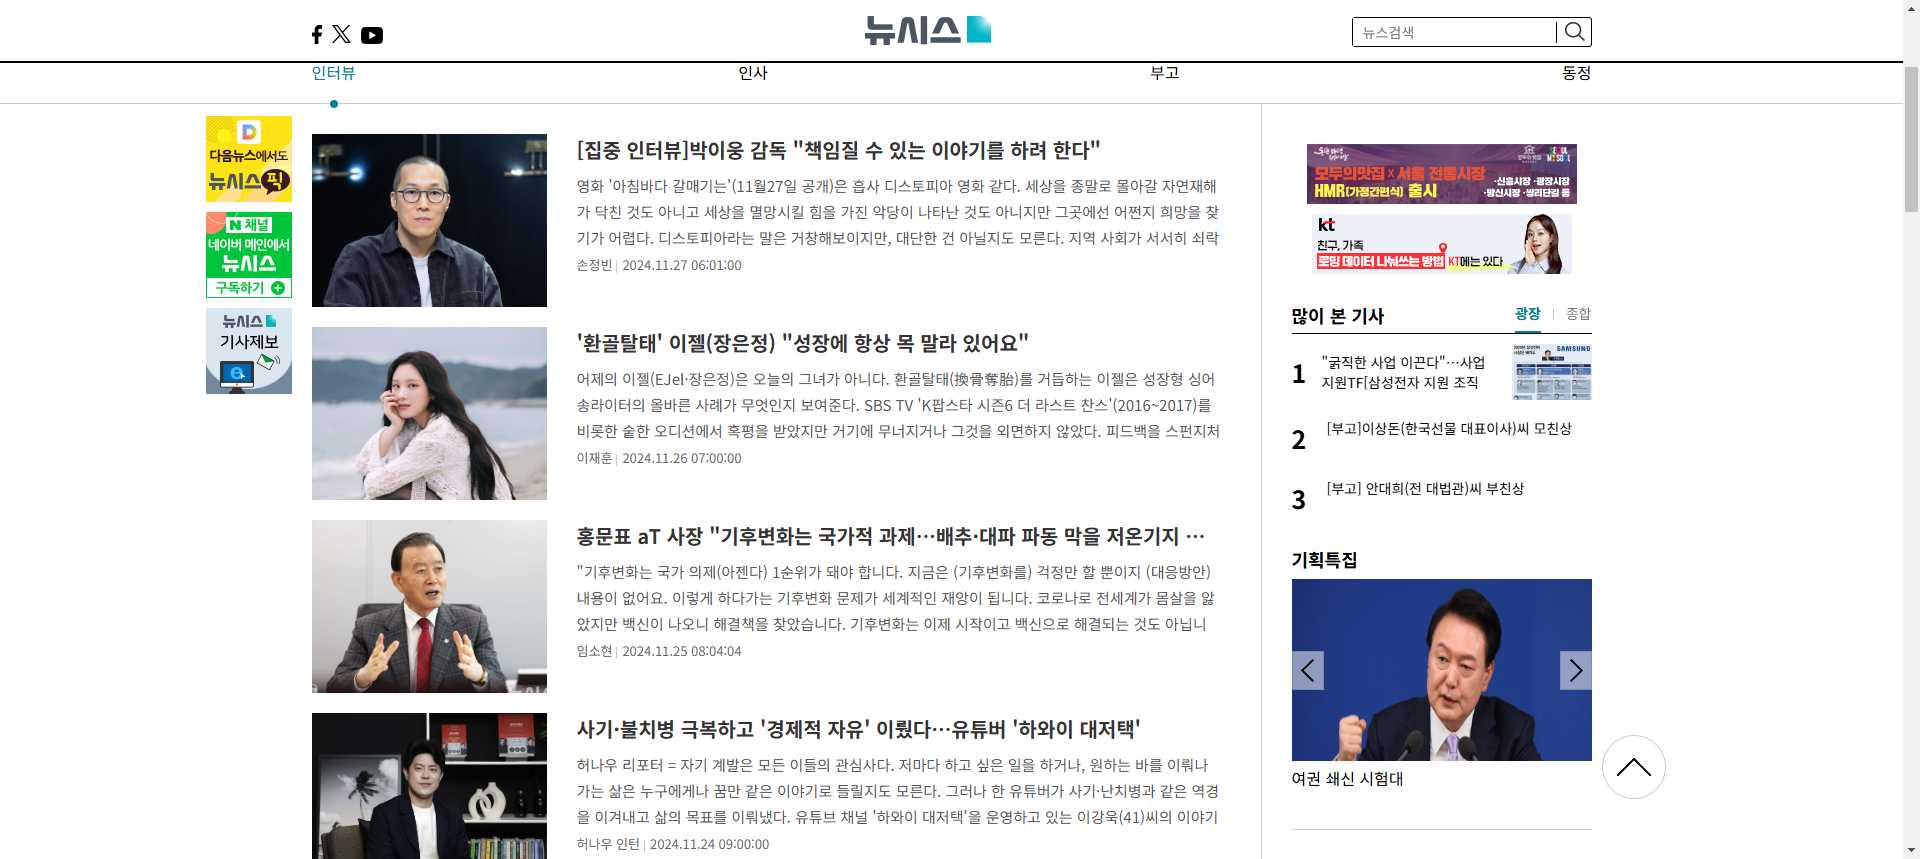 뉴시스
뉴스검색
인터뷰
인사
부고
동정
다음뉴스에서도
뉴시스픽
N 채널
네이버 메인에서
뉴시스
구독하기
뉴시스
기사제보
[집중 인터뷰]박이웅 감독 "책임질 수 있는 이야기를 하려 한다"
영화 '아침바다 갈매기는'(11월27일 공개)은 흡사 디스토피아 영화 같다. 세상을 종말로 몰아갈 자연재해
가 닥친 것도 아니고 세상을 멸망시킬 힘을 가진 악당이 나타난 것도 아니지만 그곳에선 어쩐지 희망을 찾
기가 어렵다. 디스토피아라는 말은 거창해보이지만, 대단한 건 아닐지도 모른다. 지역 사회가 서서히 쇠락
손정빈 | 2024.11.27 06:01:00
'환골탈태' 이젤(장은정) "성장에 항상 목 말라 있어요"
어제의 이젤(EJel·장은정)은 오늘의 그녀가 아니다. 환골탈태(換骨奪胎)를 거듭하는 이젤은 성장형 싱어
송라이터의 올바른 사례가 무엇인지 보여준다. SBS TV 'K팝스타 시즌6 더 라스트 찬스'(2016~2017)를
비롯한 숱한 오디션에서 혹평을 받았지만 거기에 무너지거나 그것을 외면하지 않았다. 피드백을 스펀지처
이재훈 | 2024.11.26 07:00:00
홍문표 aT 사장 "기후변화는 국가적 과제…배추·대파 파동 막을 저온기지 …
"기후변화는 국가 의제(아젠다) 1순위가 돼야 합니다. 지금은 (기후변화를) 걱정만 할 뿐이지 (대응방안)
내용이 없어요. 이렇게 하다가는 기후변화 문제가 세계적인 재앙이 됩니다. 코로나로 전세계가 몸살을 앓
았지만 백신이 나오니 해결책을 찾았습니다. 기후변화는 이제 시작이고 백신으로 해결되는 것도 아닙니
임소현 | 2024.11.25 08:04:04
사기·불치병 극복하고 '경제적 자유' 이뤘다…유튜버 '하와이 대저택'
허나우 리포터 = 자기 계발은 모든 이들의 관심사다. 저마다 하고 싶은 일을 하거나, 원하는 바를 이뤄나
가는 삶은 누구에게나 꿈만 같은 이야기로 들릴지도 모른다. 그러나 한 유튜버가 사기·난치병과 같은 역경
을 이겨내고 삶의 목표를 이뤄냈다. 유튜브 채널 '하와이 대저택'을 운영하고 있는 이강욱(41)씨의 이야기
허나우 인턴 | 2024.11.24 09:00:00
모두의맛집 x 서울 전통시장
HMR(가정간편식) 출시
·신흥시장 ·광장시장
·망신시장 ·쌍리단길 등
kt
친구, 가족
로밍 데이터 나눠쓰는 방법 KT에는 있다
많이 본 기사
광장
종합
1
"굵직한 사업 이끈다"…사업
지원TF[삼성전자 지원 조직
SAMSUNG
2
[부고]이상돈(한국선물 대표이사)씨 모친상
3
[부고] 안대희(전 대법관)씨 부친상
기획특집
여권 쇄신 시험대